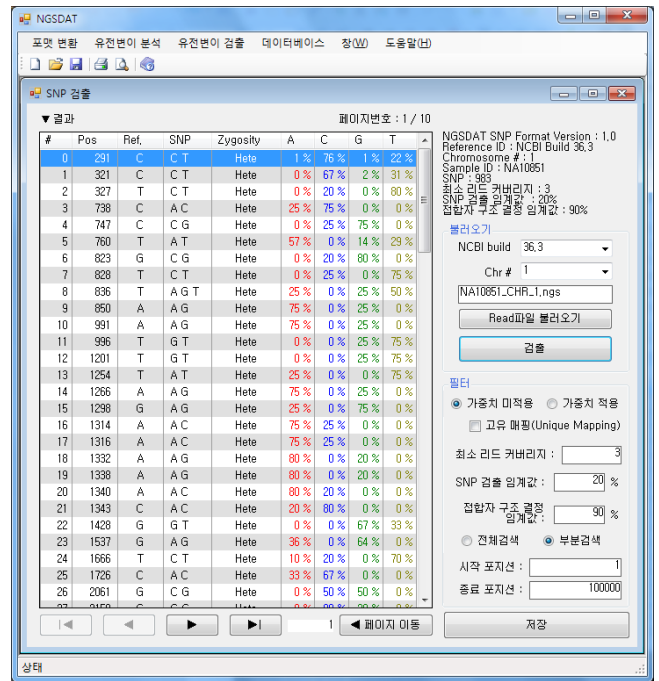 NGSDAT
포맷 변환 유전변이 분석 유전변이 검출 데이터베이스 창(W) 도움말(H)
SNP 검출
▼ 결과 페이지번호 : 1 / 10
# Pos Ref. SNP Zygosity A C G T
0 291 C C T Hete 1 % 76 % 1 % 22 %
1 321 C C T Hete 0 % 67 % 2 % 31 %
2 327 T C T Hete 0 % 20 % 0 % 80 %
3 738 C A C Hete 25 % 75 % 0 % 0 %
4 747 C C G Hete 0 % 25 % 75 % 0 %
5 760 T A T Hete 57 % 0 % 14 % 29 %
6 823 G C G Hete 0 % 20 % 80 % 0 %
7 828 T C T Hete 0 % 25 % 0 % 75 %
8 836 T A G T Hete 25 % 0 % 25 % 50 %
9 850 A A G Hete 75 % 0 % 25 % 0 %
10 991 A A G Hete 75 % 0 % 25 % 0 %
11 996 T G T Hete 0 % 0 % 25 % 75 %
12 1201 T G T Hete 0 % 0 % 25 % 75 %
13 1254 T A T Hete 25 % 0 % 0 % 75 %
14 1266 A A G Hete 75 % 0 % 25 % 0 %
15 1298 G A G Hete 25 % 0 % 75 % 0 %
16 1314 A A C Hete 75 % 25 % 0 % 0 %
17 1316 A A C Hete 75 % 25 % 0 % 0 %
18 1332 A A G Hete 80 % 0 % 20 % 0 %
19 1338 A A G Hete 80 % 0 % 20 % 0 %
20 1340 A A C Hete 80 % 20 % 0 % 0 %
21 1343 C A C Hete 20 % 80 % 0 % 0 %
22 1428 G G T Hete 0 % 0 % 67 % 33 %
23 1537 G A G Hete 36 % 0 % 64 % 0 %
24 1666 T C T Hete 10 % 20 % 0 % 70 %
25 1726 C A C Hete 33 % 67 % 0 % 0 %
26 2061 G C G Hete 0 % 50 % 50 % 0 %
1 ◀ 페이지 이동
NGSDAT SNP Format Version : 1.0
Reference ID : NCBI Build 36.3
Chromosome # : 1
Sample ID : NA10851
SNP : 983
최소 리드 커버리지 : 3
SNP 검출 임계값 : 20%
접합자 구조 결정 임계값 : 90%
불러오기
NCBI build 36.3
Chr # 1
NA10851_CHR_1.ngs
Read파일 불러오기
검출
필터
가중치 미적용 가중치 적용
고유 매핑(Unique Mapping)
최소 리드 커버리지 : 3
SNP 검출 임계값 : 20 %
접합자 구조 결정
임계값 : 90 %
전체검색 부분검색
시작 포지션 : 1
종료 포지션 : 100000
저장
상태